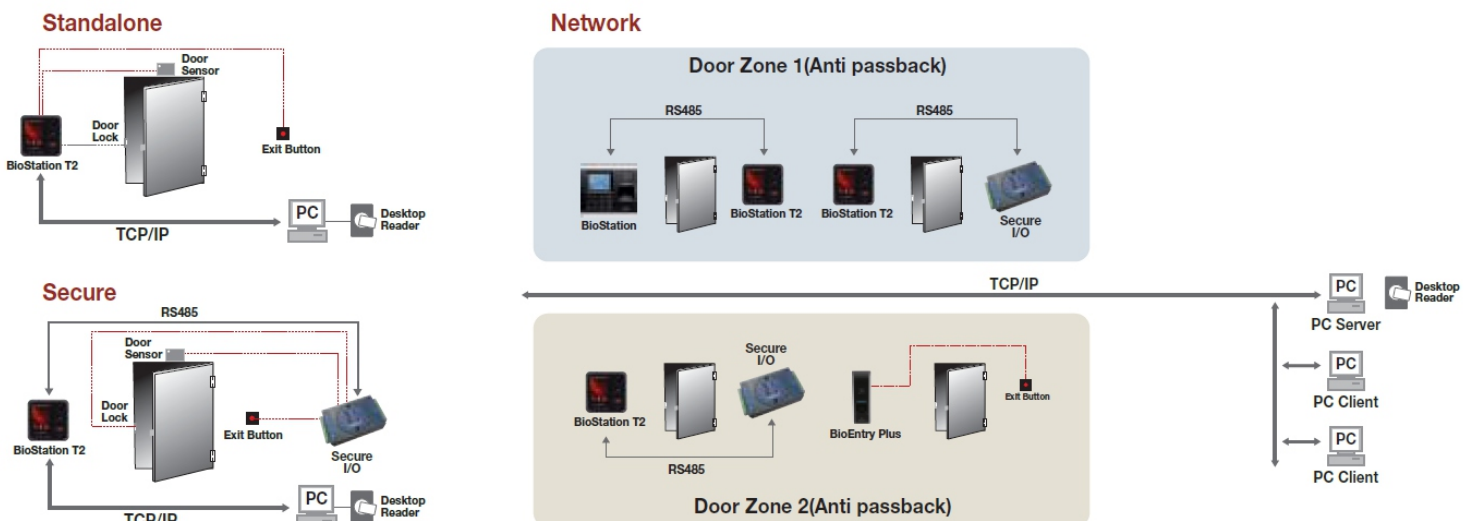 Standalone
Door
Sensor
Door
Lock
BioStation T2
Exit Button
TCP/IP
PC
Desktop
Reader
Secure
RS485
Door
Sensor
Door
Lock
BioStation T2
Exit Button
Secure
I/O
TCP/IP
PC
Desktop
Reader
Network
Door Zone 1(Anti passback)
RS485
RS485
BioStation
BioStation T2
BioStation T2
Secure
I/O
TCP/IP
PC
Desktop
Reader
PC Server
PC
PC Client
PC
PC Client
Secure
I/O
BioStation T2
RS485
BioEntry Plus
Exit Button
Door Zone 2(Anti passback)